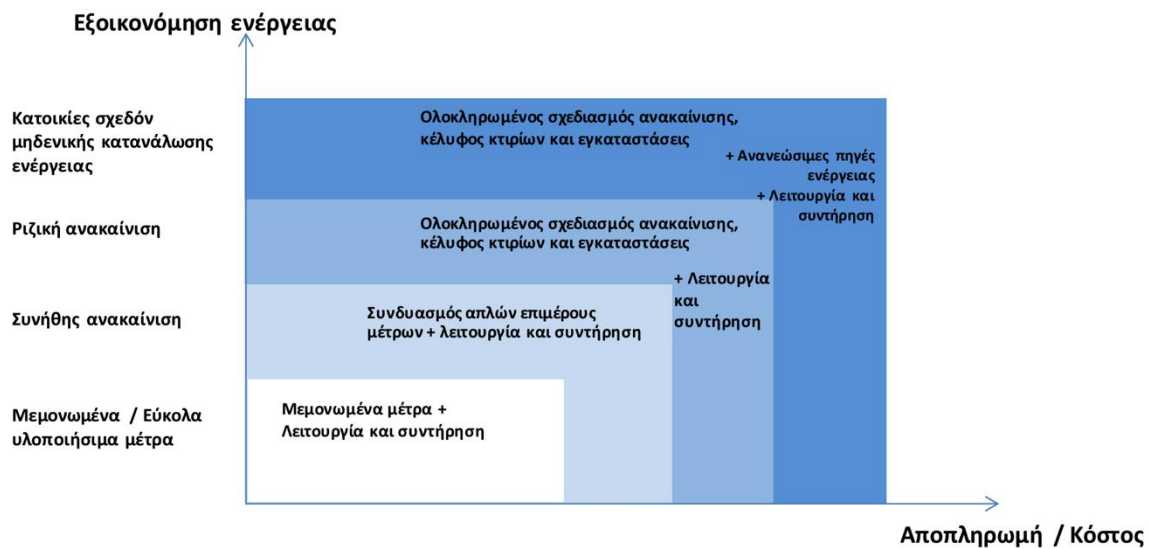 Εξοικονόμηση ενέργειας
Κατοικίες σχεδόν
μηδενικής κατανάλωσης
ενέργειας
Ολοκληρωμένος σχεδιασμός ανακαίνισης,
κέλυφος κτιρίων και εγκαταστάσεις
+ Ανανεώσιμες πηγές
ενέργειας
+ Λειτουργία και
συντήρηση
Ριζική ανακαίνιση
Ολοκληρωμένος σχεδιασμός ανακαίνισης,
κέλυφος κτιρίων και εγκαταστάσεις
+ Λειτουργία
και
συντήρηση
Συνήθης ανακαίνιση
Συνδυασμός απλών επιμέρους
μέτρων + λειτουργία και συντήρηση
Μεμονωμένα / Εύκολα
υλοποιήσιμα μέτρα
Μεμονωμένα μέτρα +
Λειτουργία και συντήρηση
Αποπληρωμή / Κόστος